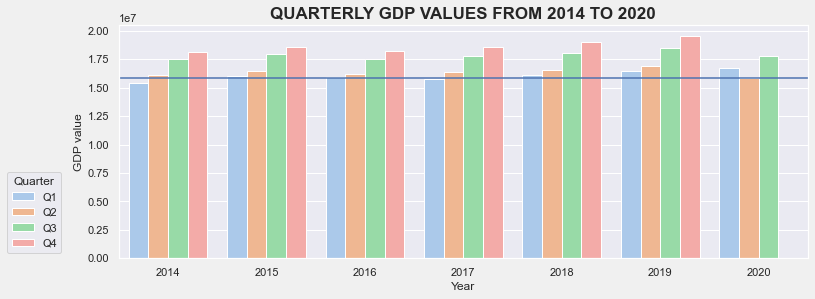 QUARTERLY GDP VALUES FROM 2014 TO 2020
1e7
2.00
1.75
1.50
1.25
1.00
0.75
0.50
0.25
0.00
GDP value
2014 2015 2016 2017 2018 2019 2020
Year
Quarter
Q1
Q2
Q3
Q4